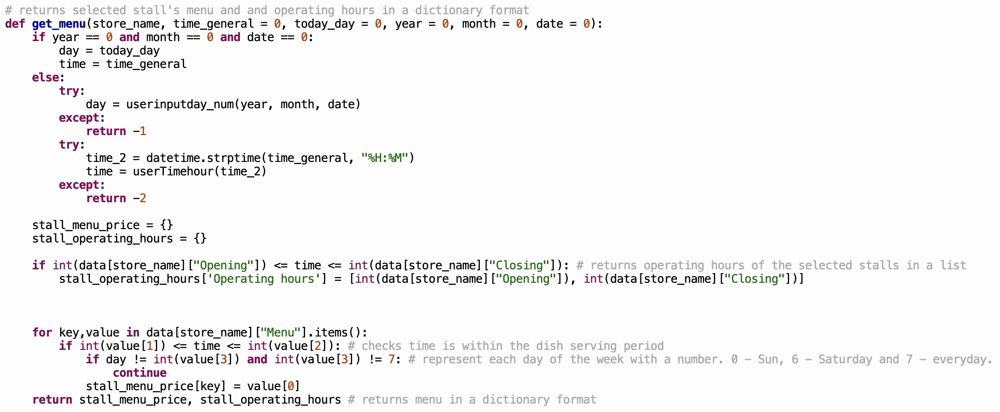 # returns selected stall's menu and and operating hours in a dictionary format
def get_menu(store_name, time_general = 0, today_day = 0, year = 0, month = 0, date = 0):
    if year == 0 and month == 0 and date == 0:
        day = today_day
        time = time_general
    else:
        try:
            day = userinputday_num(year, month, date)
        except:
            return -1
        try:
            time_2 = datetime.strptime(time_general, "%H:%M")
            time = userTimehour(time_2)
        except:
            return -2

    stall_menu_price = {}
    stall_operating_hours = {}

    if int(data[store_name]["Opening"]) <= time <= int(data[store_name]["Closing"]): # returns operating hours of the selected stalls in a list
        stall_operating_hours['Operating hours'] = [int(data[store_name]["Opening"]), int(data[store_name]["Closing"])]

    for key,value in data[store_name]["Menu"].items():
        if int(value[1]) <= time <= int(value[2]): # checks time is within the dish serving period
            if day != int(value[3]) and int(value[3]) != 7: # represent each day of the week with a number. 0 - Sun, 6 - Saturday and 7 - everyday.
                continue
            stall_menu_price[key] = value[0]
    return stall_menu_price, stall_operating_hours # returns menu in a dictionary format